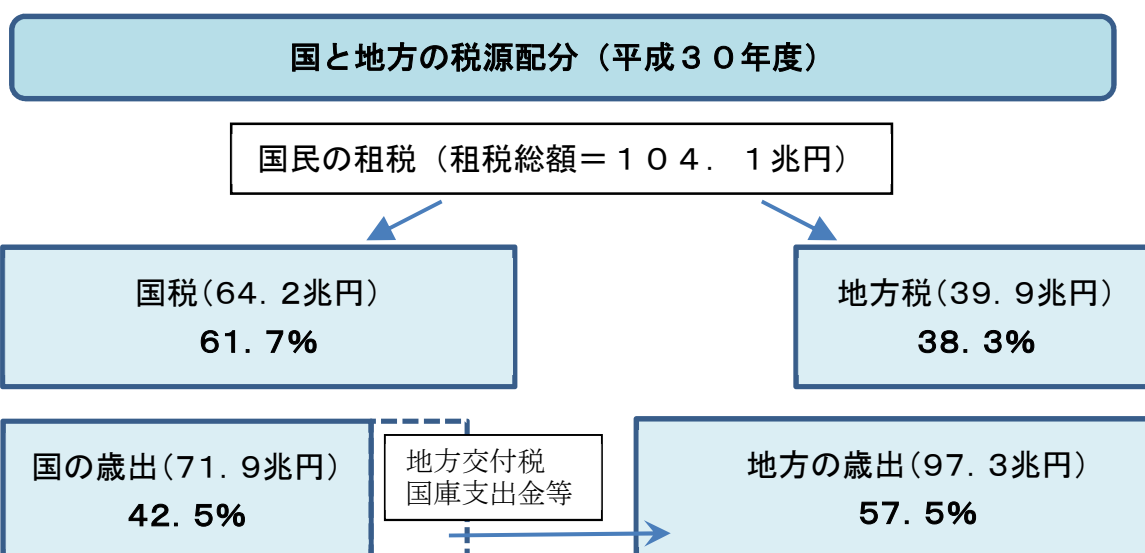 国と地方の税源配分（平成３０年度）
国民の租税（租税総額＝１０４．１兆円）
国税（64．2兆円）
61．7%
地方税（39．9兆円）
38．3%
国の歳出（71．9兆円）
42．5%
地方交付税
国庫支出金等
地方の歳出（97．3兆円）
57．5%